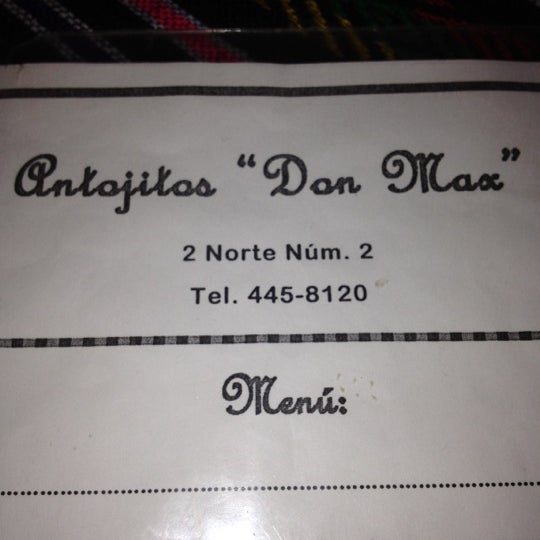 Antojitos “Don Max”
2 Norte Núm. 2
Tel. 445-8120
Menú: